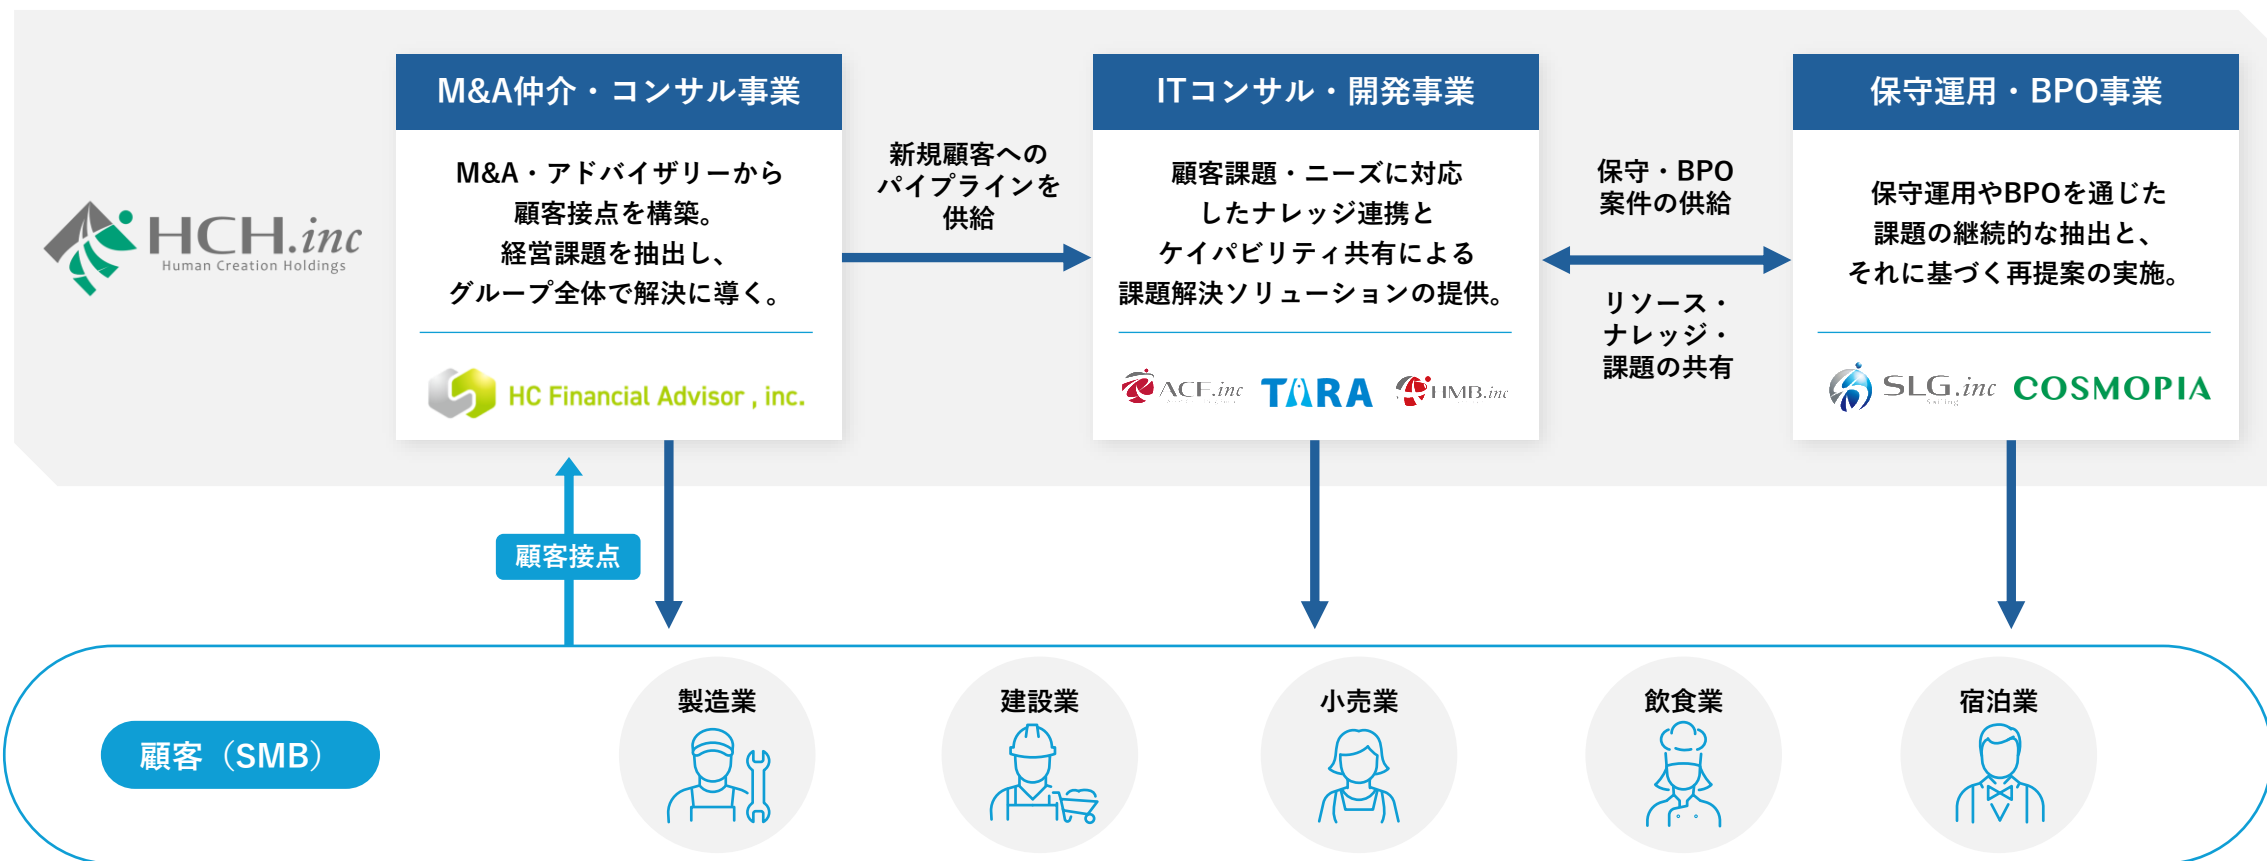 HCH.inc
Human Creation Holdings
M&A仲介・コンサル事業
M&A・アドバイザリーから
顧客接点を構築。
経営課題を抽出し、
グループ全体で解決に導く。
HC Financial Advisor , inc.
新規顧客への
パイプラインを
供給
ITコンサル・開発事業
顧客課題・ニーズに対応
したナレッジ連携と
ケイパビリティ共有による
課題解決ソリューションの提供。
ACF.inc
TARA
HMB.inc
保守・BPO
案件の供給
リソース・
ナレッジ・
課題の共有
保守運用・BPO事業
保守運用やBPOを通じた
課題の継続的な抽出と、
それに基づく再提案の実施。
SLG.inc
COSMOPIA
顧客接点
顧客（SMB）
製造業
建設業
小売業
飲食業
宿泊業